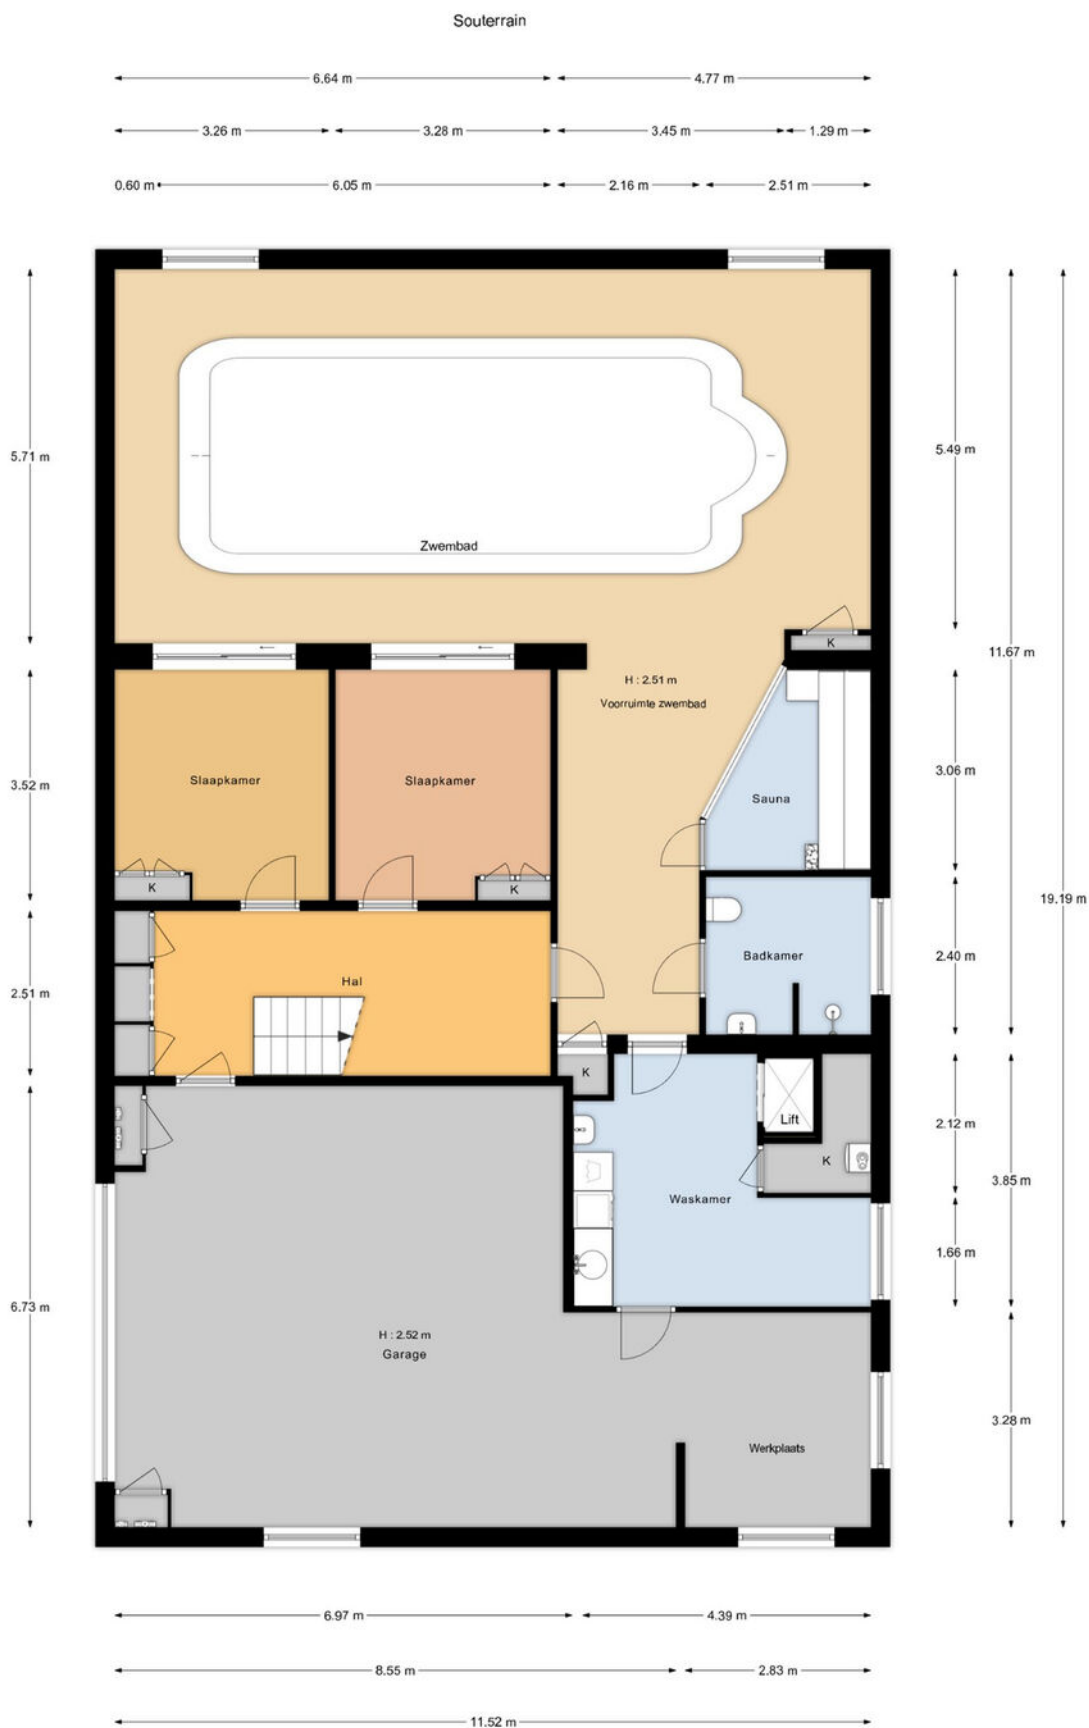 Souterrain
6.64 m
4.77 m
3.26 m
3.28 m
3.45 m
1.29 m
0.60 m
6.05 m
2.16 m
2.51 m
5.71 m
5.49 m
Zwembad
K
11.67 m
H : 2.51 m
Voorruimte zwembad
3.52 m
Slaapkamer
Slaapkamer
Sauna
3.06 m
K
K
19.19 m
2.51 m
Hal
Badkamer
2.40 m
K
Lift
2.12 m
K
3.85 m
Waskamer
1.66 m
6.73 m
H : 2.52 m
Garage
3.28 m
Werkplaats
6.97 m
4.39 m
8.55 m
2.83 m
11.52 m